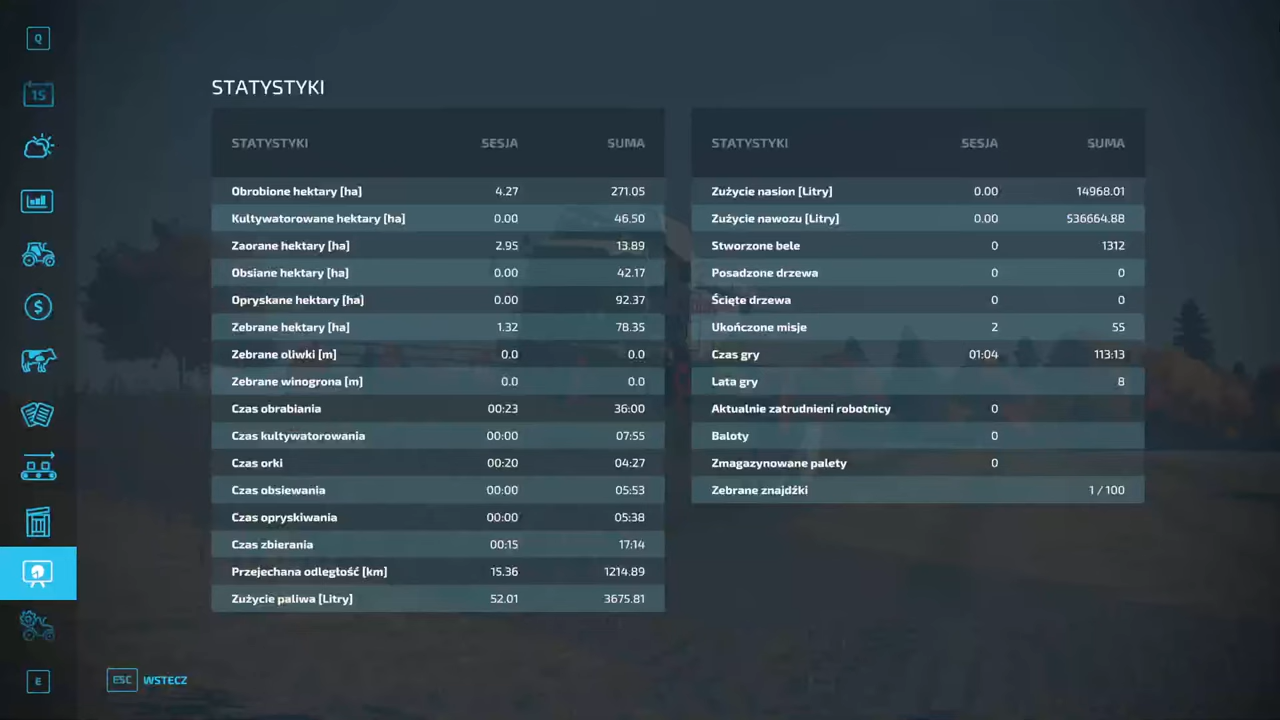 Q
15
STATYSTYKI
STATYSTYKI SESJA SUMA
Obrobione hektary [ha] 4.27 271.05
Kultywatorowane hektary [ha] 0.00 46.50
Zaorane hektary [ha] 2.95 13.89
Obsiane hektary [ha] 0.00 42.17
Opryskane hektary [ha] 0.00 92.37
Zebrane hektary [ha] 1.32 78.35
Zebrane oliwki [m] 0.0 0.0
Zebrane winogrona [m] 0.0 0.0
Czas obrabiania 00:23 36:00
Czas kultywatorowania 00:00 07:55
Czas orki 00:20 04:27
Czas obsiewania 00:00 05:53
Czas opryskiwania 00:00 05:38
Czas zbierania 00:15 17:14
Przejechana odległość [km] 15.36 1214.89
Zużycie paliwa [Litry] 52.01 3675.81
STATYSTYKI SESJA SUMA
Zużycie nasion [Litry] 0.00 14968.01
Zużycie nawozu [Litry] 0.00 536664.88
Stworzone bele 0 1312
Posadzone drzewa 0 0
Ścięte drzewa 0 0
Ukończone misje 2 55
Czas gry 01:04 113:13
Lata gry 8
Aktualnie zatrudnieni robotnicy 0
Baloty 0
Zmagazynowane palety 0
Zebrane znajdźki 1 / 100
E
ESC WSTECZ